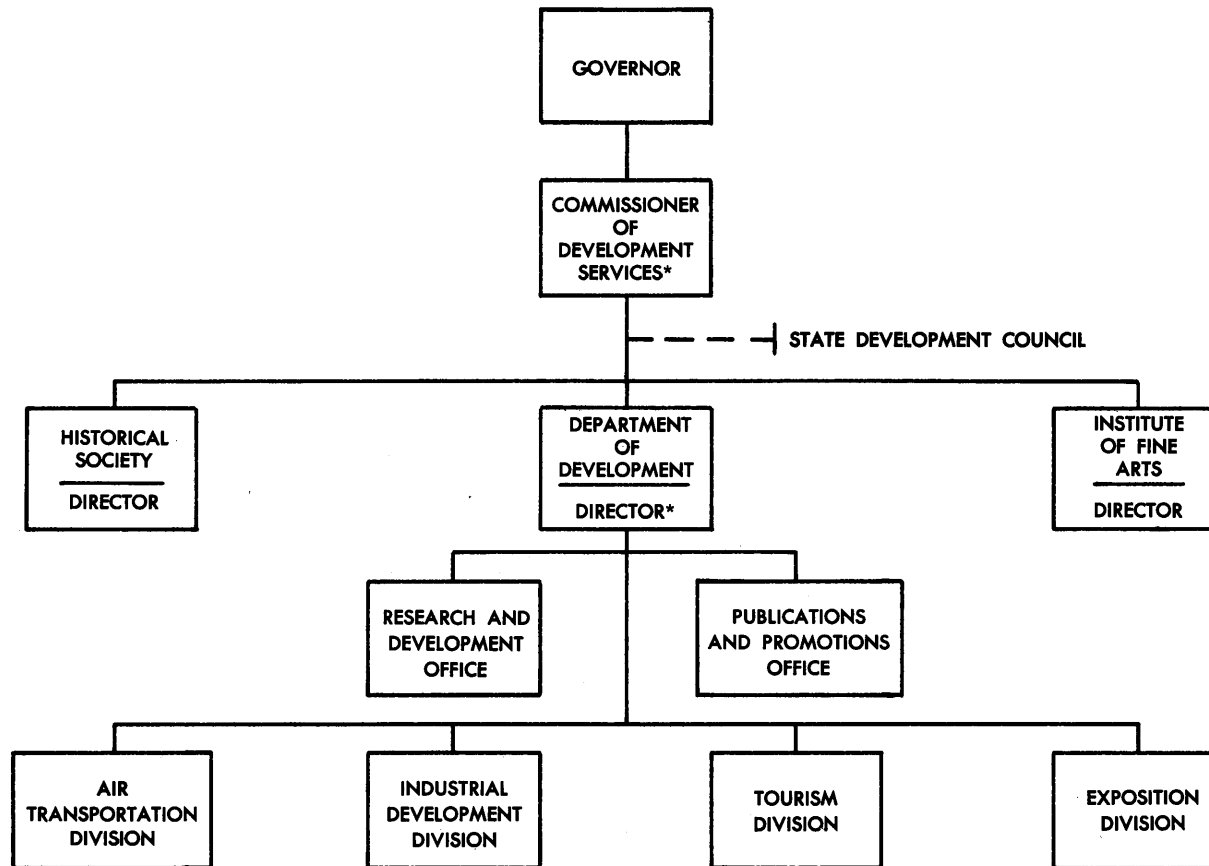 GOVERNOR
COMMISSIONER
OF
DEVELOPMENT
SERVICES*
STATE DEVELOPMENT COUNCIL
HISTORICAL
SOCIETY
DIRECTOR
DEPARTMENT
OF
DEVELOPMENT
DIRECTOR*
INSTITUTE
OF FINE
ARTS
DIRECTOR
RESEARCH AND
DEVELOPMENT
OFFICE
PUBLICATIONS
AND PROMOTIONS
OFFICE
AIR
TRANSPORTATION
DIVISION
INDUSTRIAL
DEVELOPMENT
DIVISION
TOURISM
DIVISION
EXPOSITION
DIVISION